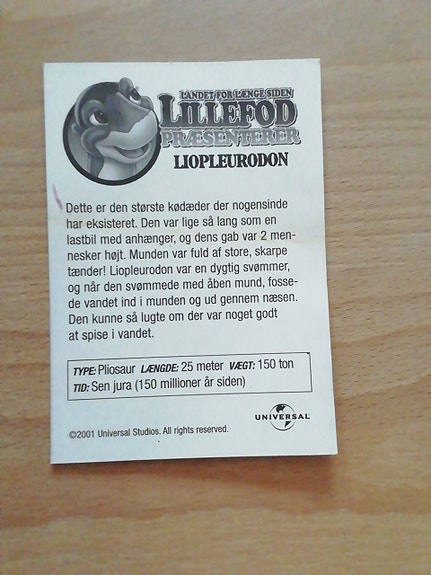 LANDET FOR LÆNGE SIDEN
LILLEFOD
PRÆSENTERER
LIOPLEURODON
Dette er den største kødæder der nogensinde
har eksisteret. Den var lige så lang som en
lastbil med anhænger, og dens gab var 2 men-
nesker højt. Munden var fuld af store, skarpe
tænder! Liopleurodon var en dygtig svømmer,
og når den svømmede med åben mund, fosse-
de vandet ind i munden og ud gennem næsen.
Den kunne så lugte om der var noget godt
at spise i vandet.
TYPE: Pliosaur LÆNGDE: 25 meter VÆGT: 150 ton
TID: Sen jura (150 millioner år siden)
UNIVERSAL
©2001 Universal Studios. All rights reserved.